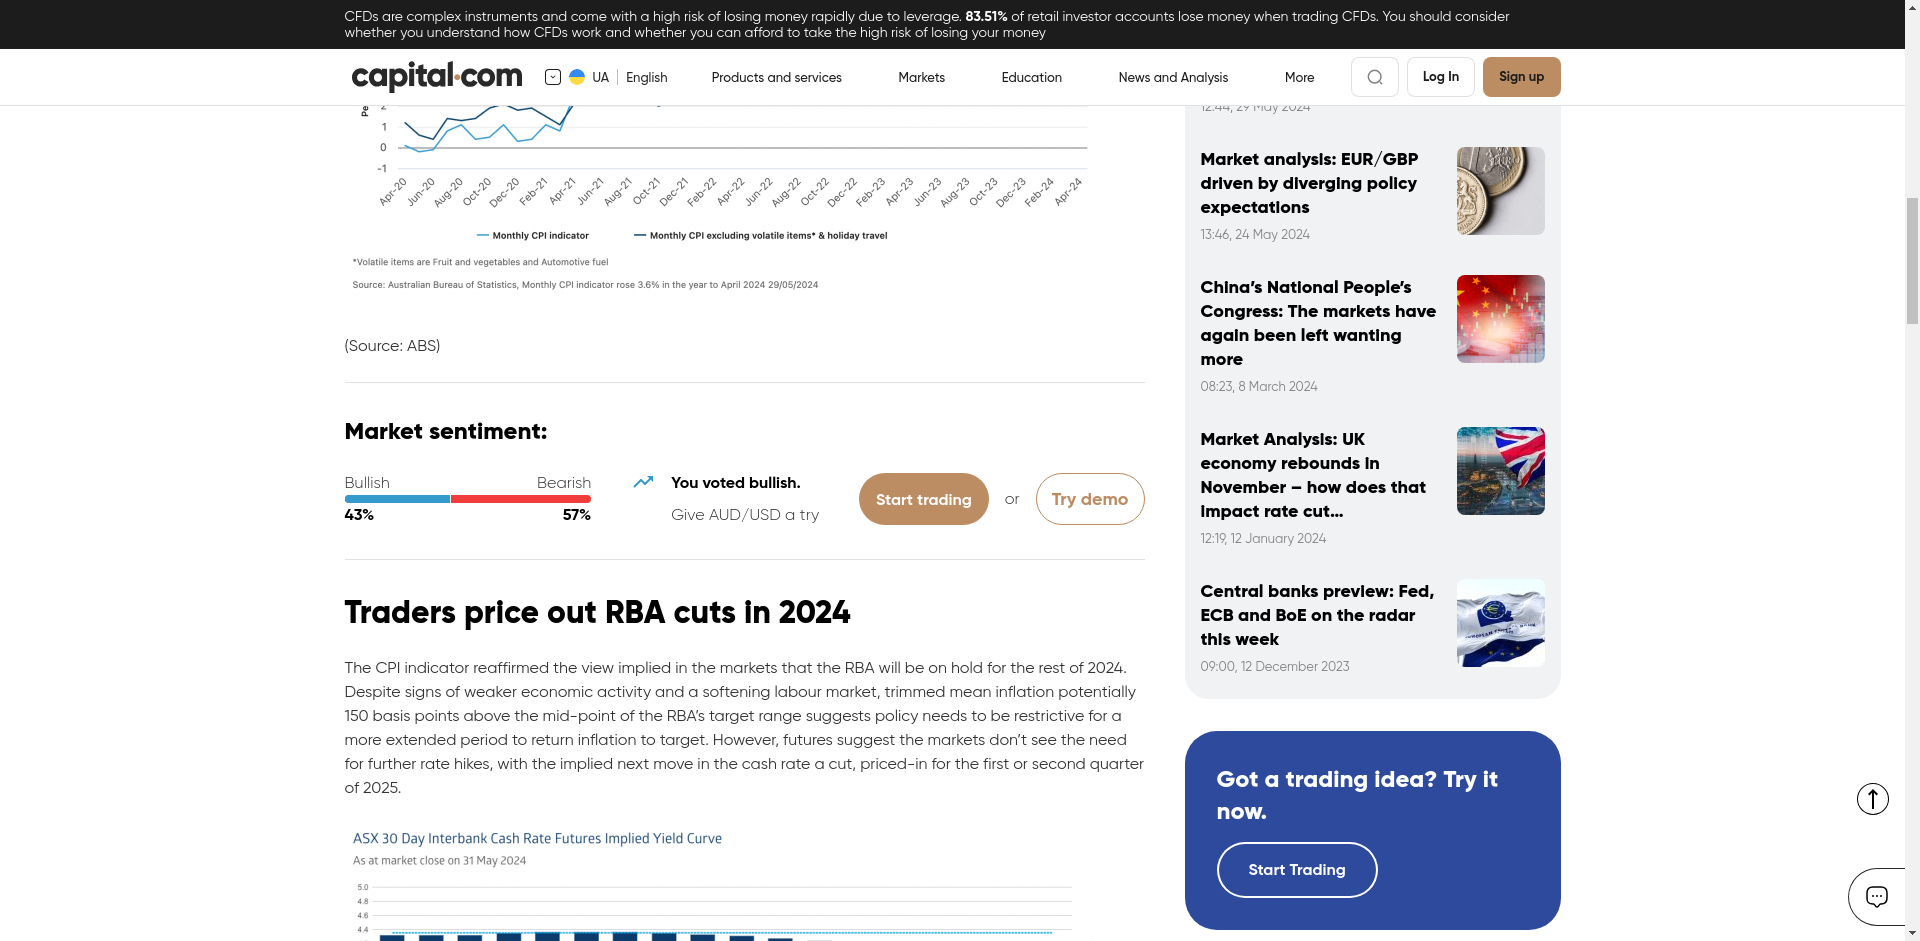 CFDs are complex instruments and come with a high risk of losing money rapidly due to leverage. 83.51% of retail investor accounts lose money when trading CFDs. You should consider
whether you understand how CFDs work and whether you can afford to take the high risk of losing your money
capital.com
UA
English
Products and services
Markets
Education
News and Analysis
More
Log In
Sign up
Pe
2
1
0
-1
Apr-20
Jun-20
Aug-20
Oct-20
Dec-20
Feb-21
Apr-21
Jun-21
Aug-21
Oct-21
Dec-21
Feb-22
Apr-22
Jun-22
Aug-22
Oct-22
Dec-22
Feb-23
Apr-23
Jun-23
Aug-23
Oct-23
Dec-23
Feb-24
Apr-24
Monthly CPI indicator
Monthly CPI excluding volatile items* & holiday travel
*Volatile items are Fruit and vegetables and Automotive fuel
Source: Australian Bureau of Statistics, Monthly CPI indicator rose 3.6% in the year to April 2024 29/05/2024
(Source: ABS)
Market sentiment:
Bullish
Bearish
43%
57%
You voted bullish.
Give AUD/USD a try
Start trading
or
Try demo
Traders price out RBA cuts in 2024
The CPI indicator reaffirmed the view implied in the markets that the RBA will be on hold for the rest of 2024.
Despite signs of weaker economic activity and a softening labour market, trimmed mean inflation potentially
150 basis points above the mid-point of the RBA's target range suggests policy needs to be restrictive for a
more extended period to return inflation to target. However, futures suggest the markets don't see the need
for further rate hikes, with the implied next move in the cash rate a cut, priced-in for the first or second quarter
of 2025.
ASX 30 Day Interbank Cash Rate Futures Implied Yield Curve
As at market close on 31 May 2024
5.0
4.8
4.6
4.4
12:44, 29 May 2024
Market analysis: EUR/GBP
driven by diverging policy
expectations
13:46, 24 May 2024
China's National People's
Congress: The markets have
again been left wanting
more
08:23, 8 March 2024
Market Analysis: UK
economy rebounds in
November – how does that
impact rate cut...
12:19, 12 January 2024
Central banks preview: Fed,
ECB and BoE on the radar
this week
09:00, 12 December 2023
Got a trading idea? Try it
now.
Start Trading